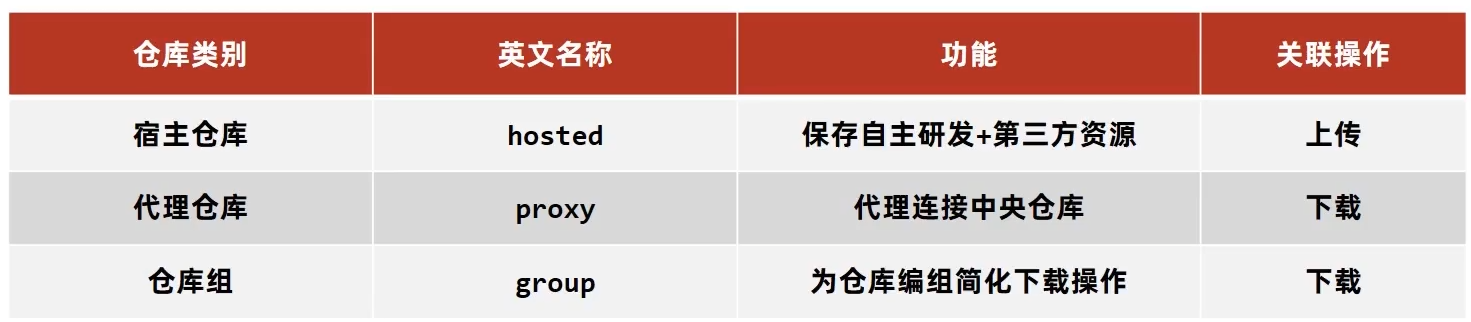 仓库类别 英文名称 功能 关联操作
宿主仓库 hosted 保存自主研发+第三方资源 上传
代理仓库 proxy 代理连接中央仓库 下载
仓库组 group 为仓库编组简化下载操作 下载